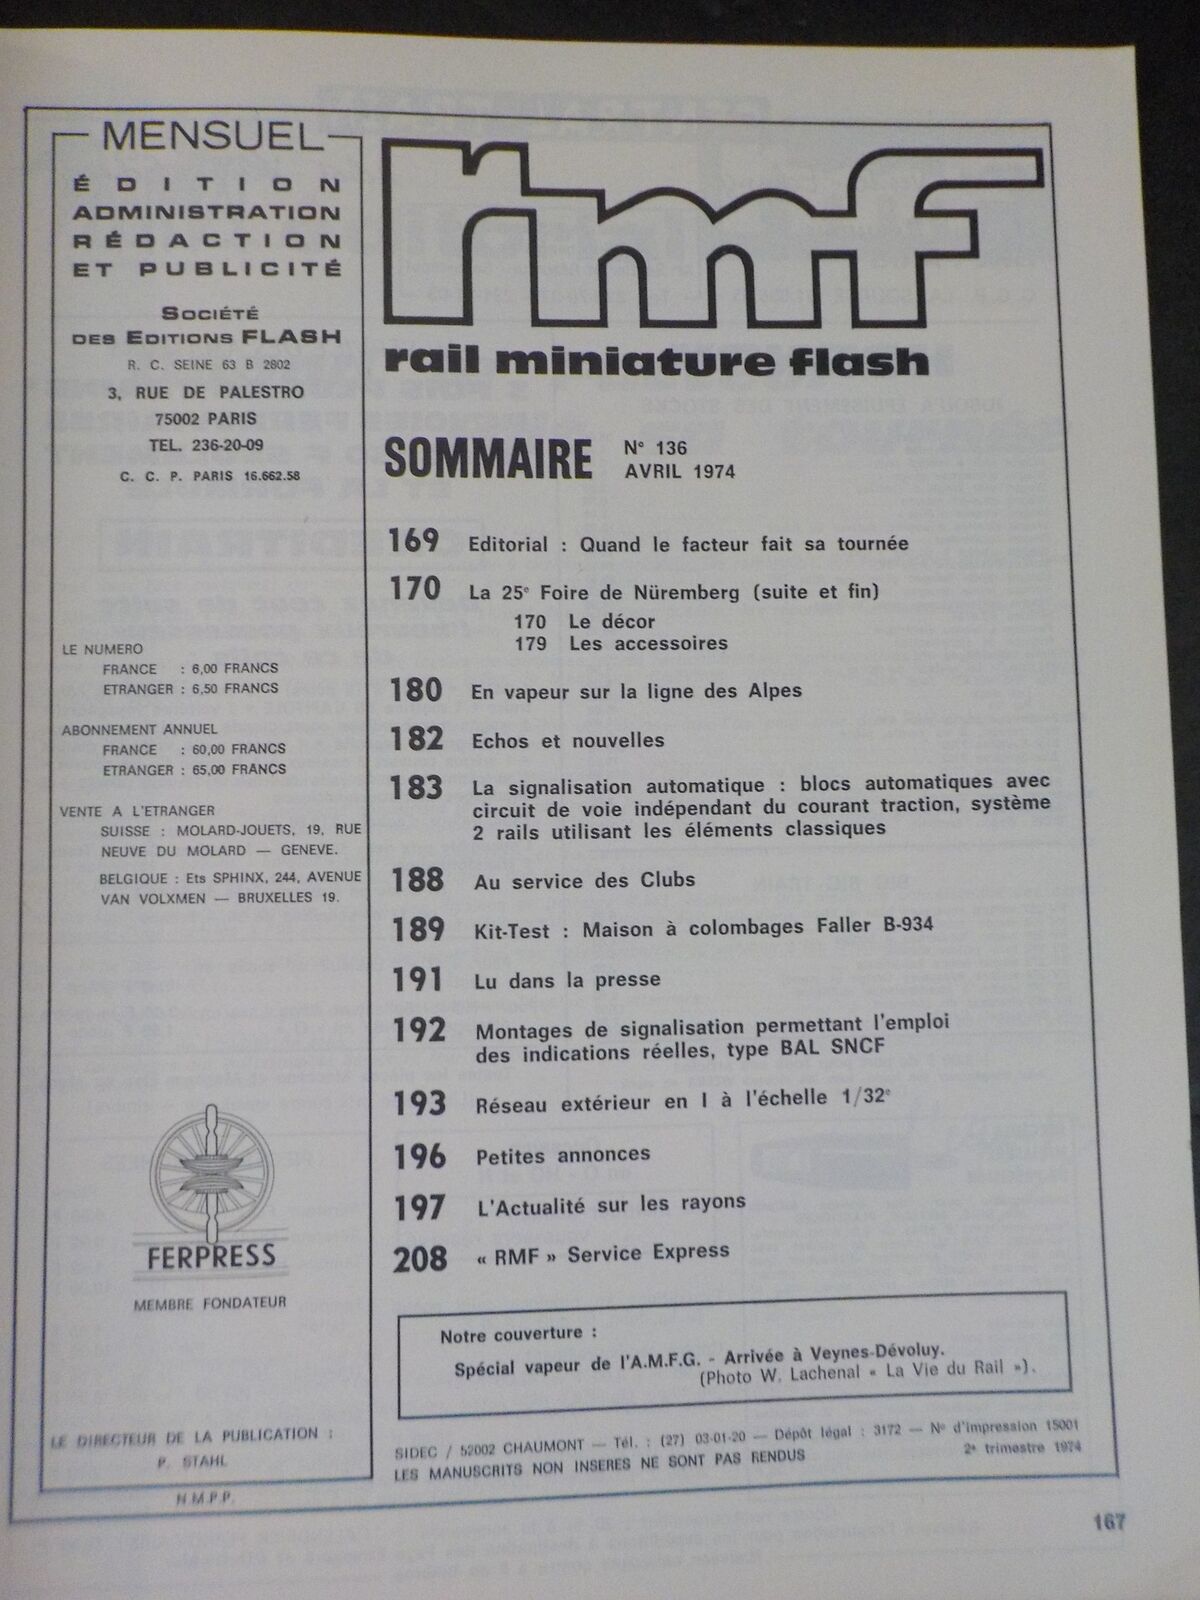 MENSUEL
ÉDITION
ADMINISTRATION
RÉDACTION
ET PUBLICITÉ
SOCIÉTÉ
DES EDITIONS FLASH
R. C. SEINE 63 B 2802
3, RUE DE PALESTRO
75002 PARIS
TEL. 236-20-09
C. C. P. PARIS 16.662.58
LE NUMERO
FRANCE : 6,00 FRANCS
ETRANGER : 6,50 FRANCS
ABONNEMENT ANNUEL
FRANCE : 60,00 FRANCS
ETRANGER : 65,00 FRANCS
VENTE A L'ETRANGER
SUISSE : MOLARD-JOUETS, 19, RUE
NEUVE DU MOLARD — GENEVE.
BELGIQUE : Ets SPHINX, 244, AVENUE
VAN VOLXMEN — BRUXELLES 19.
FERPRESS
MEMBRE FONDATEUR
LE DIRECTEUR DE LA PUBLICATION :
P. STAHL
N.M.P.P.
rmf
rail miniature flash
SOMMAIRE
N° 136
AVRIL 1974
169 Editorial : Quand le facteur fait sa tournée
170 La 25e Foire de Nüremberg (suite et fin)
170 Le décor
179 Les accessoires
180 En vapeur sur la ligne des Alpes
182 Echos et nouvelles
183 La signalisation automatique : blocs automatiques avec
circuit de voie indépendant du courant traction, système
2 rails utilisant les éléments classiques
188 Au service des Clubs
189 Kit-Test : Maison à colombages Faller B-934
191 Lu dans la presse
192 Montages de signalisation permettant l'emploi
des indications réelles, type BAL SNCF
193 Réseau extérieur en I à l'échelle 1/32e
196 Petites annonces
197 L'Actualité sur les rayons
208 « RMF » Service Express
Notre couverture :
Spécial vapeur de l'A.M.F.G. - Arrivée à Veynes-Dévoluy.
(Photo W. Lachenal « La Vie du Rail »).
SIDEC / 52002 CHAUMONT — Tél. : (27) 03-01-20 — Dépôt légal : 3172 — N° d'impression 15001
2e trimestre 1974
LES MANUSCRITS NON INSERES NE SONT PAS RENDUS
167